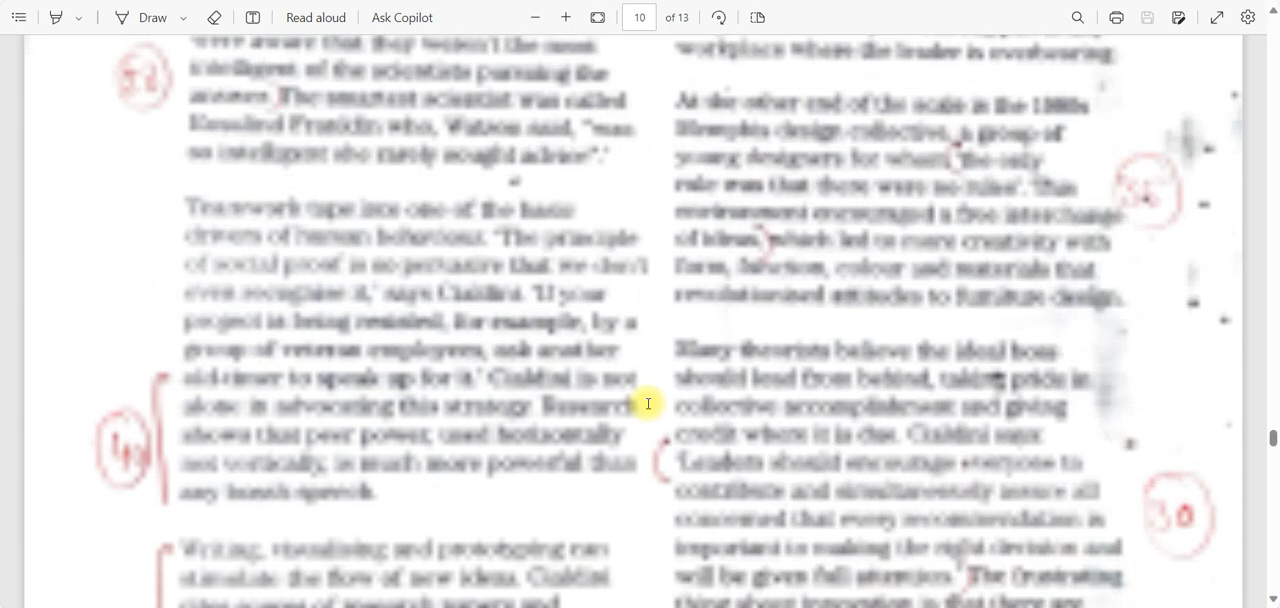 Draw
Read aloud
Ask Copilot
10 of 13
were aware that they weren't the most
intelligent of the scientists pursuing the
answer. The smartest scientist was called
Rosalind Franklin who, Watson said, "was
so intelligent she rarely sought advice".'
Teamwork taps into one of the basic
drivers of human behaviour. 'The principle
of social proof is so pervasive that we don't
even recognise it,' says Cialdini. 'If your
project is being resisted, for example, by a
group of veteran employees, ask another
old-timer to speak up for it.' Cialdini is not
alone in advocating this strategy. Research
shows that peer power, used horizontally
not vertically, is much more powerful than
any boss's speech.
Writing, visualising and prototyping can
stimulate the flow of new ideas. Cialdini
workplace where the leader is overbearing.
At the other end of the scale is the 1980s
Memphis design collective, a group of
young designers for whom 'the only
rule was that there were no rules'. This
environment encouraged a free interchange
of ideas, which led to more creativity with
form, function, colour and materials that
revolutionised attitudes to furniture design.
Many theorists believe the ideal boss
should lead from behind, taking pride in
collective accomplishment and giving
credit where it is due. Cialdini says:
'Leaders should encourage everyone to
contribute and simultaneously assure all
concerned that every recommendation is
important to making the right decision and
will be given full attention.' The frustrating
thing about innovation is that there are
30